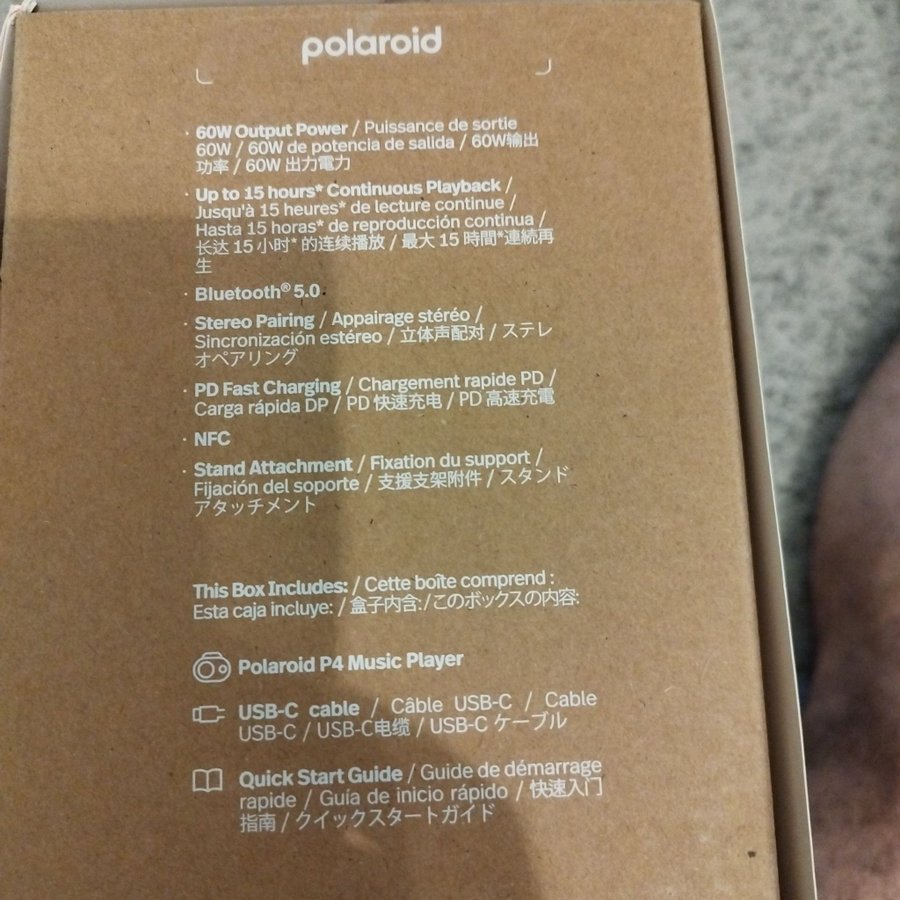 polaroid
· 60W Output Power / Puissance de sortie
60W / 60W de potencia de salida / 60W输出
功率 / 60W 出力電力
· Up to 15 hours* Continuous Playback /
Jusqu'à 15 heures* de lecture continue /
Hasta 15 horas* de reproducción continua /
长达 15 小时* 的连续播放 / 最大 15 時間*連続再
生
· Bluetooth® 5.0
· Stereo Pairing / Appairage stéréo /
Sincronización estéreo / 立体声配对 / ステレ
オペアリング
· PD Fast Charging / Chargement rapide PD /
Carga rápida DP / PD 快速充电 / PD 高速充電
· NFC
· Stand Attachment / Fixation du support /
Fijación del soporte / 支援支架附件 / スタンド
アタッチメント
This Box Includes: / Cette boîte comprend :
Esta caja incluye: / 盒子内含: / このボックスの内容:
Polaroid P4 Music Player
USB-C cable / Câble USB-C / Cable
USB-C / USB-C电缆 / USB-C ケーブル
Quick Start Guide / Guide de démarrage
rapide / Guía de inicio rápido / 快速入门
指南 / クイックスタートガイド